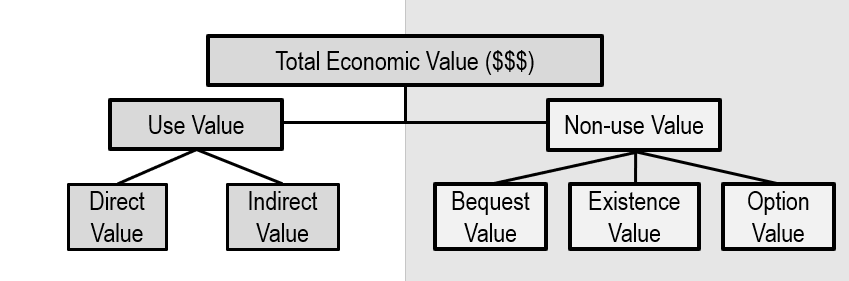 Total Economic Value ($$$)
Use Value
Non-use Value
Direct
Value
Indirect
Value
Bequest
Value
Existence
Value
Option
Value